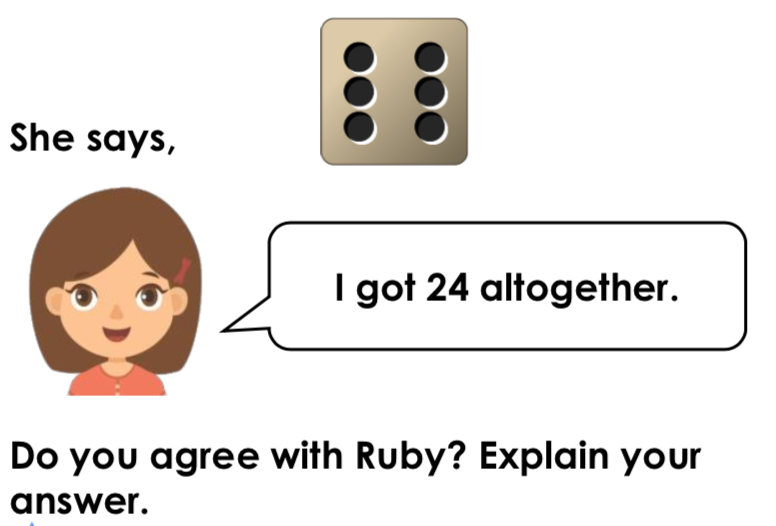 She says,
I got 24 altogether.
Do you agree with Ruby? Explain your
answer.